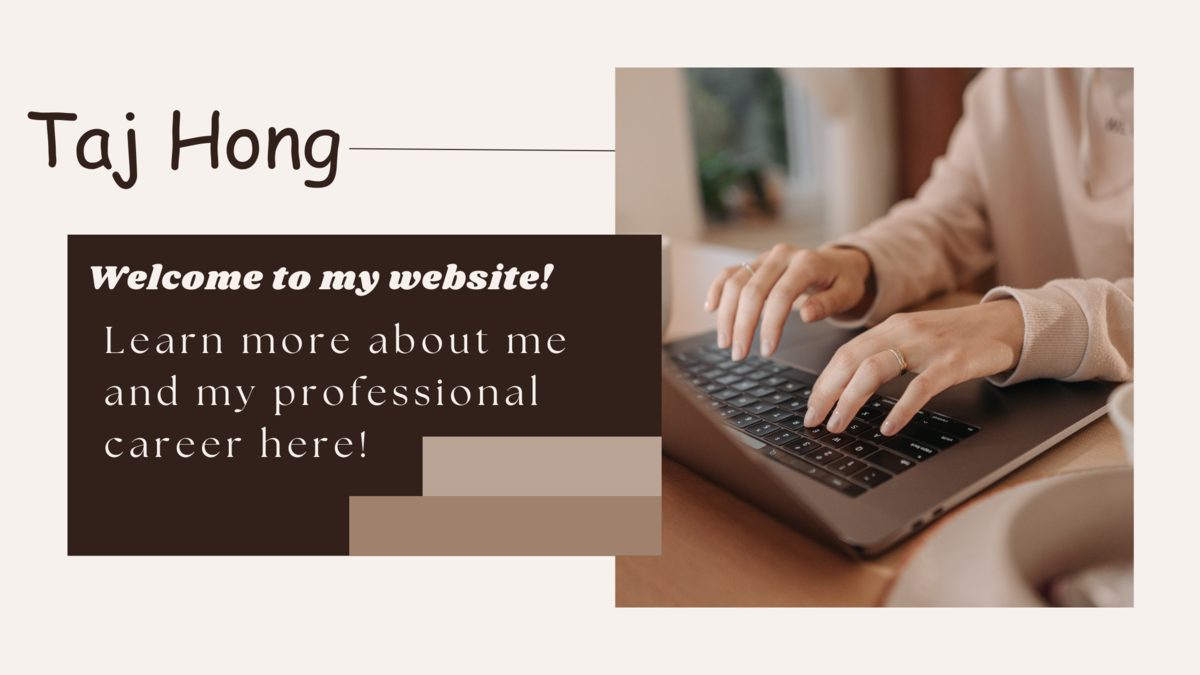 Taj Hong
Welcome to my website!
Learn more about me
and my professional
career here!